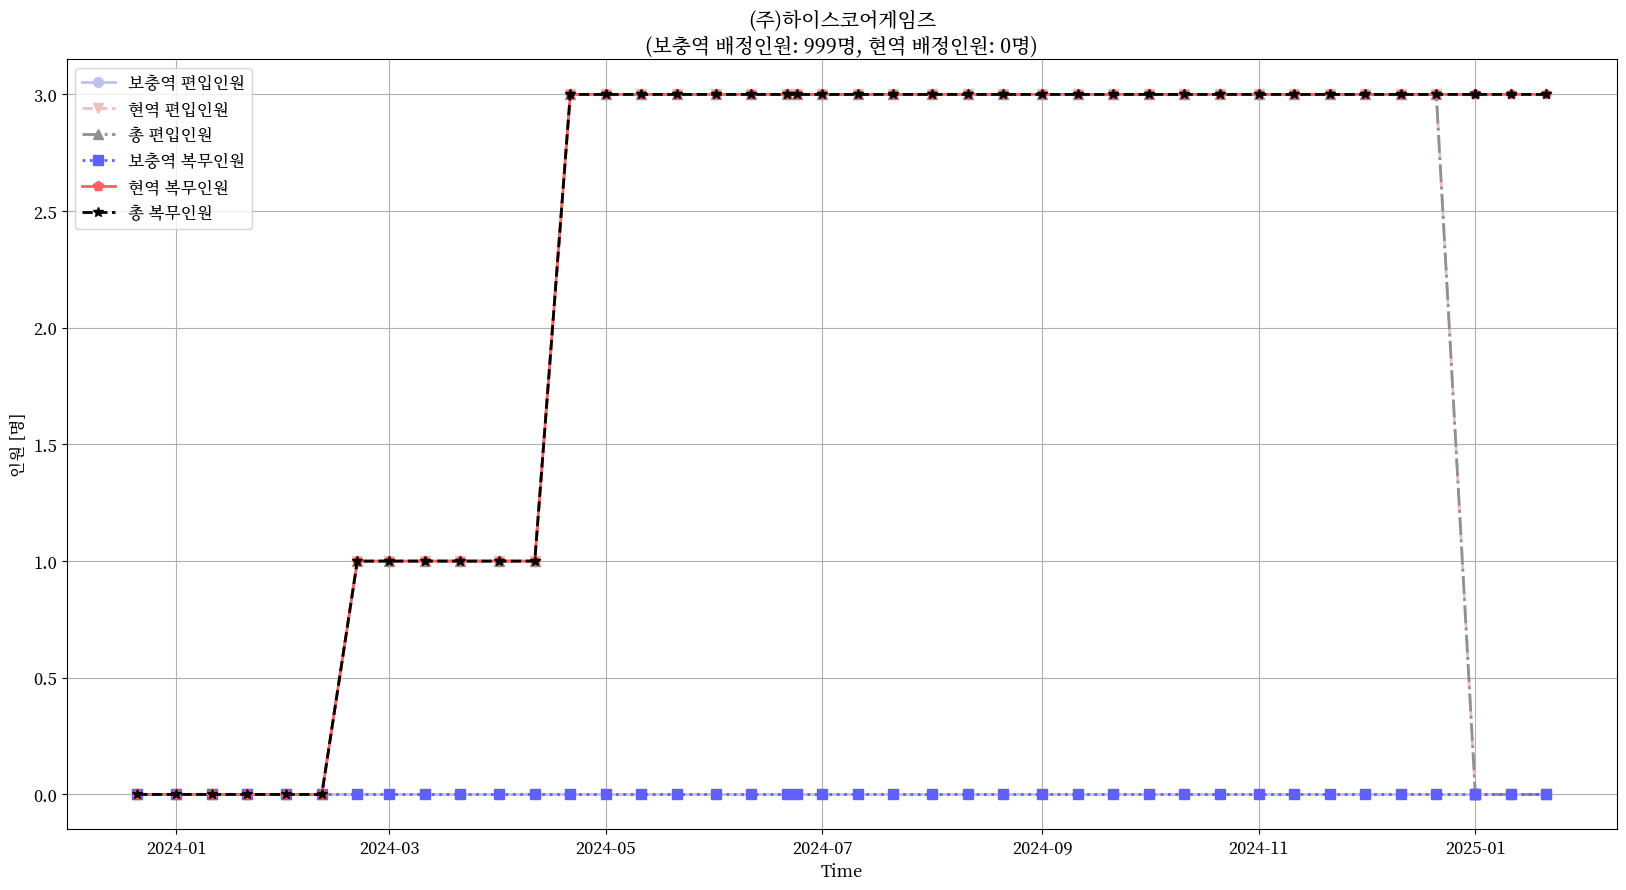 (주)하이스코어게임즈
(보충역 배정인원: 999명, 현역 배정인원: 0명)
보충역 편입인원
현역 편입인원
총 편입인원
보충역 복무인원
현역 복무인원
총 복무인원
3.0
2.5
2.0
1.5
1.0
0.5
0.0
인원 [명]
2024-01
2024-03
2024-05
2024-07
2024-09
2024-11
2025-01
Time